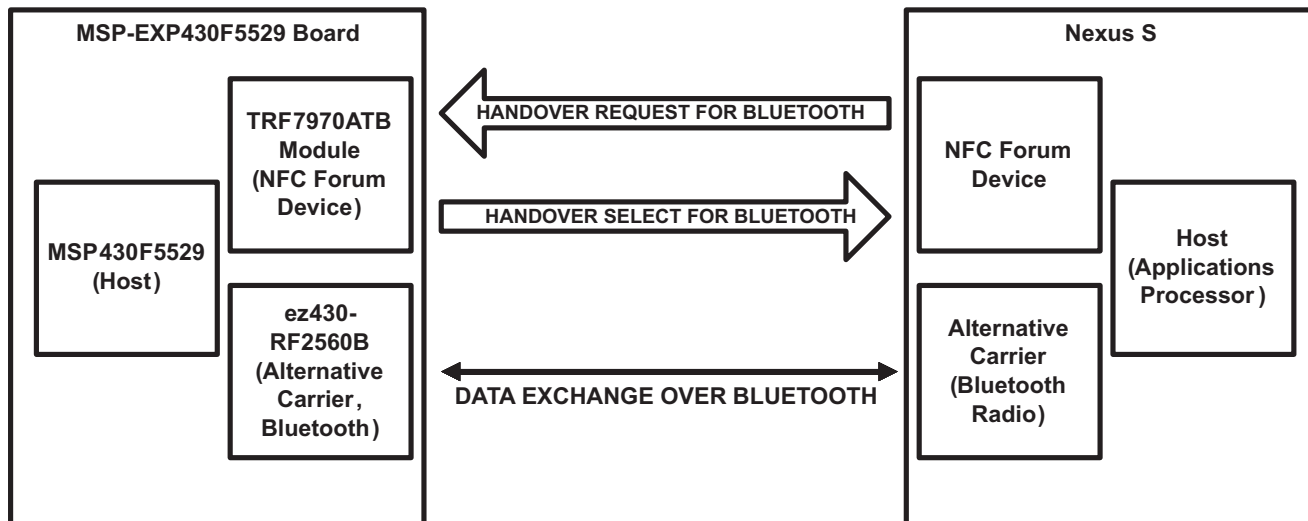 MSP-EXP430F5529 Board
TRF7970ATB
Module
(NFC Forum
Device)
MSP430F5529
(Host)
ez430-
RF2560B
(Alternative
Carrier,
Bluetooth)
HANDOVER REQUEST FOR BLUETOOTH
HANDOVER SELECT FOR BLUETOOTH
DATA EXCHANGE OVER BLUETOOTH
Nexus S
NFC Forum
Device
Host
(Applications
Processor)
Alternative
Carrier
(Bluetooth
Radio)